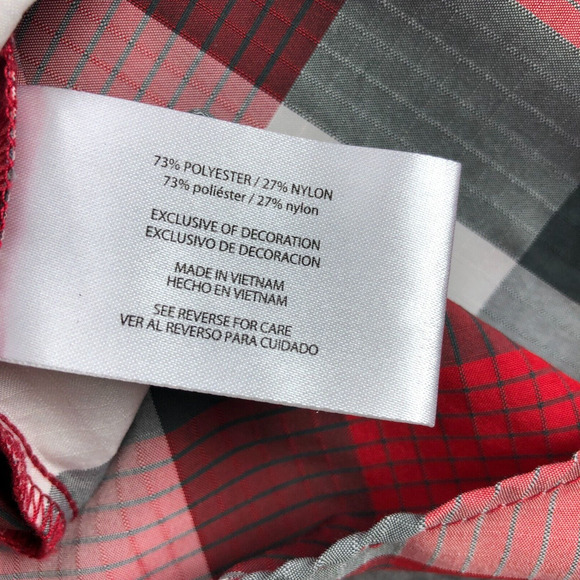 73% POLYESTER / 27% NYLON
73% poliéster / 27% nylon
EXCLUSIVE OF DECORATION
EXCLUSIVO DE DECORACION
MADE IN VIETNAM
HECHO EN VIETNAM
SEE REVERSE FOR CARE
VER AL REVERSO PARA CUIDADO